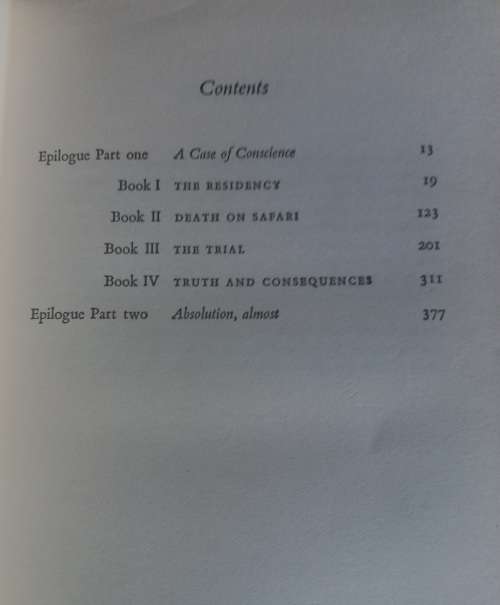 Contents
Epilogue Part one A Case of Conscience 13
Book I THE RESIDENCY 19
Book II DEATH ON SAFARI 123
Book III THE TRIAL 201
Book IV TRUTH AND CONSEQUENCES 311
Epilogue Part two Absolution, almost 377